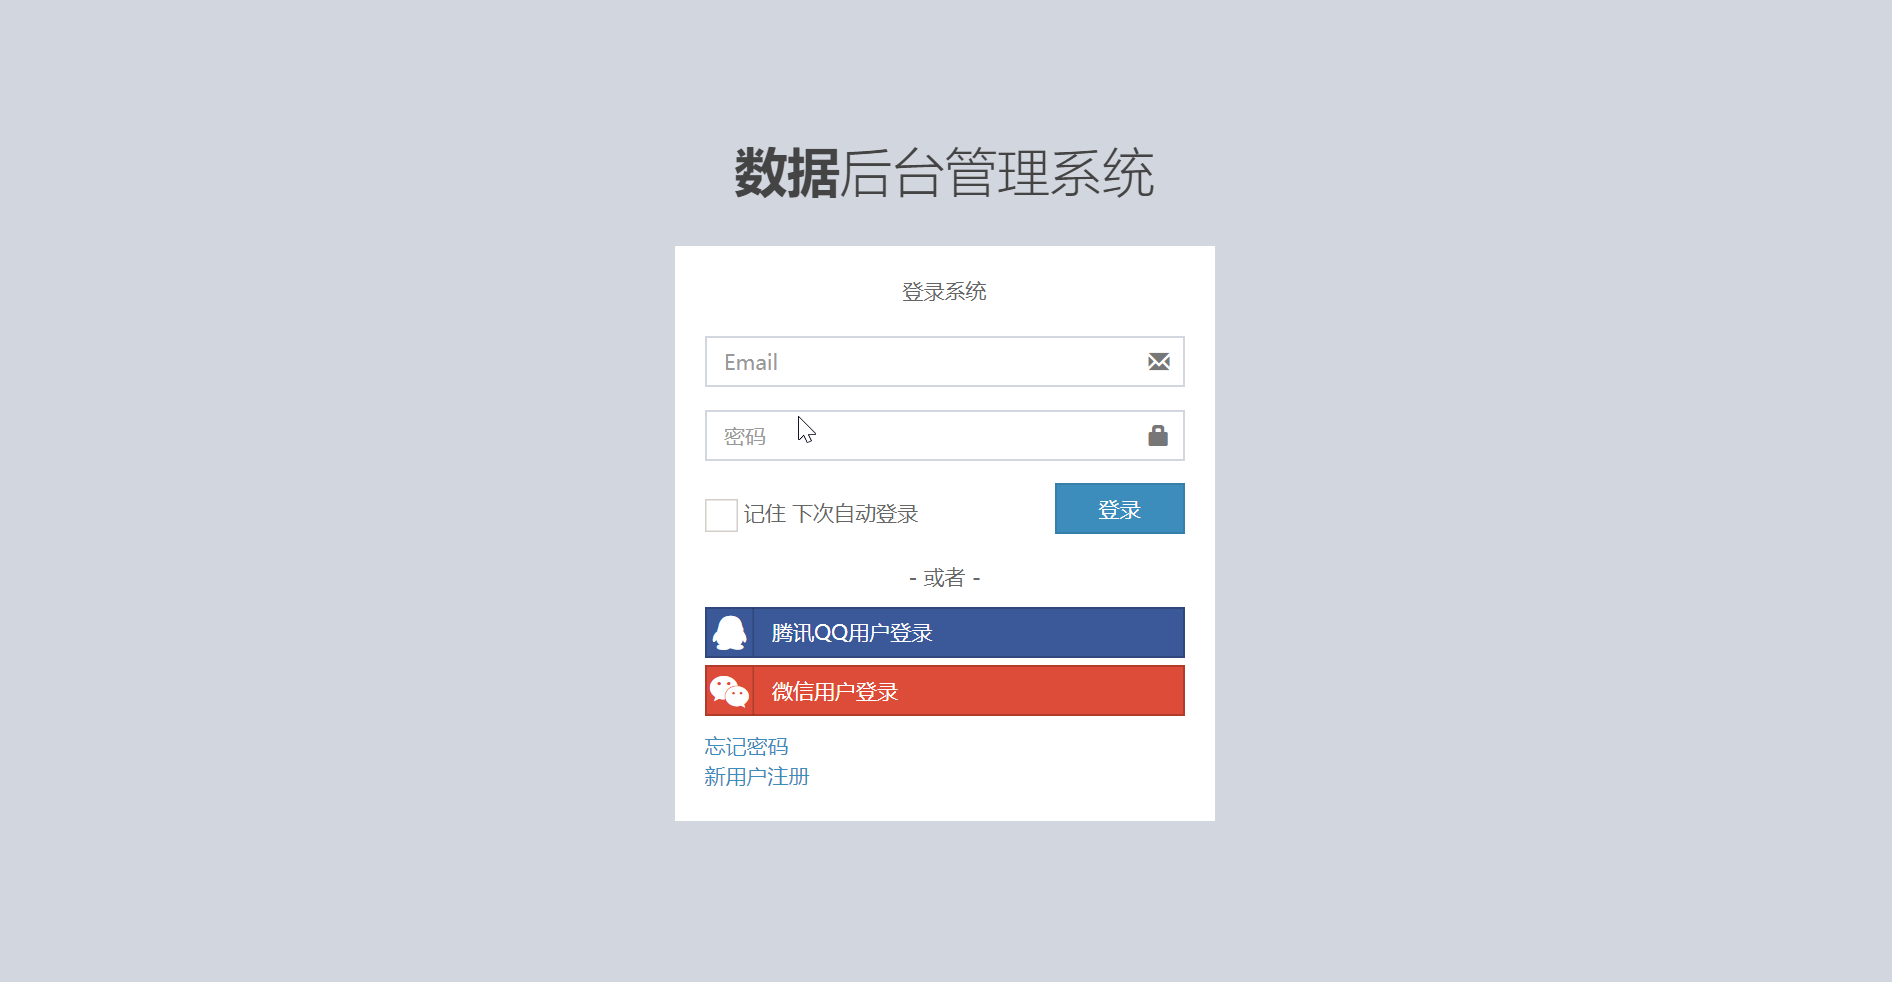 数据后台管理系统
登录系统
Email
密码
记住 下次自动登录
登录
- 或者 -
腾讯QQ用户登录
微信用户登录
忘记密码
新用户注册